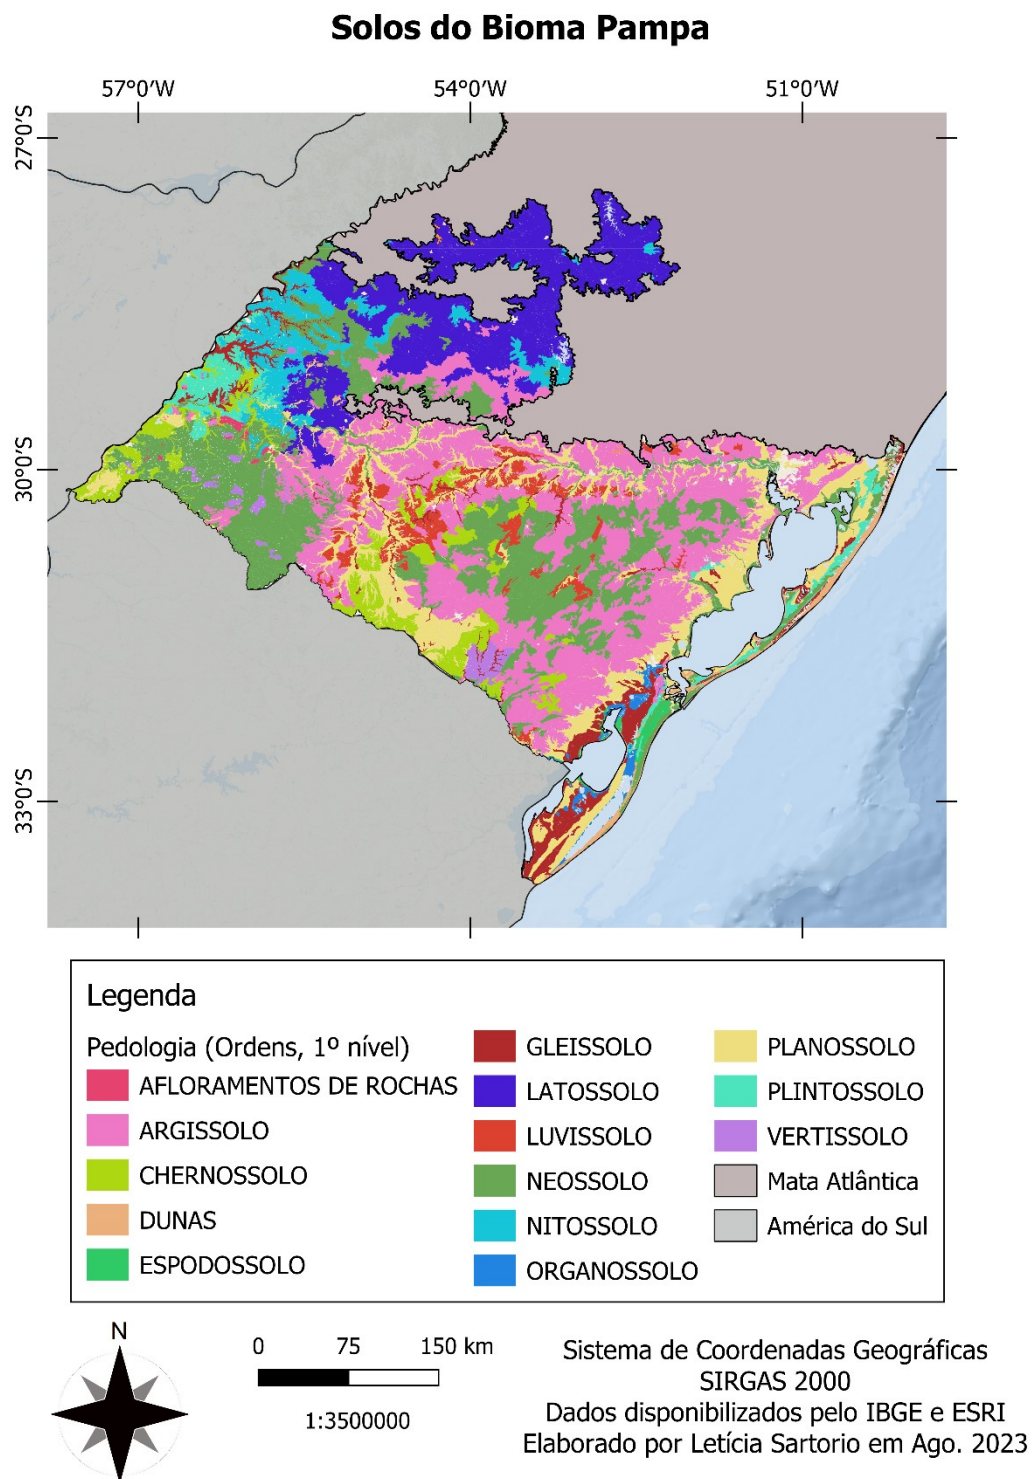 Solos do Bioma Pampa
57°0'W 54°0'W 51°0'W
27°0'S
30°0'S
33°0'S
Legenda
Pedologia (Ordens, 1º nível)
AFLORAMENTOS DE ROCHAS
ARGISSOLO
CHERNOSSOLO
DUNAS
ESPODOSSOLO
GLEISSOLO
LATOSSOLO
LUVISSOLO
NEOSSOLO
NITOSSOLO
ORGANOSSOLO
PLANOSSOLO
PLINTOSSOLO
VERTISSOLO
Mata Atlântica
América do Sul
N
0 75 150 km
1:3500000
Sistema de Coordenadas Geográficas
SIRGAS 2000
Dados disponibilizados pelo IBGE e ESRI
Elaborado por Letícia Sartorio em Ago. 2023